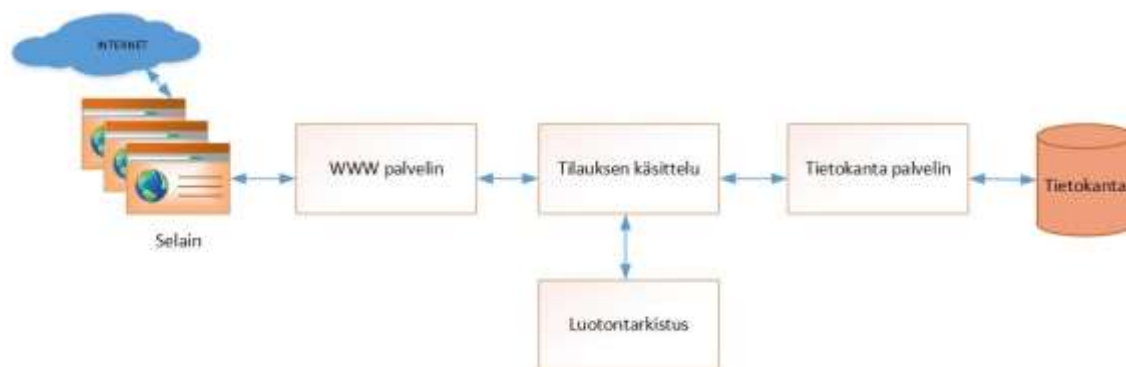 INTERNET
Selain
WWW palvelin
Tilauksen käsittelu
Tietokanta palvelin
Tietokanta
Luotontarkistus